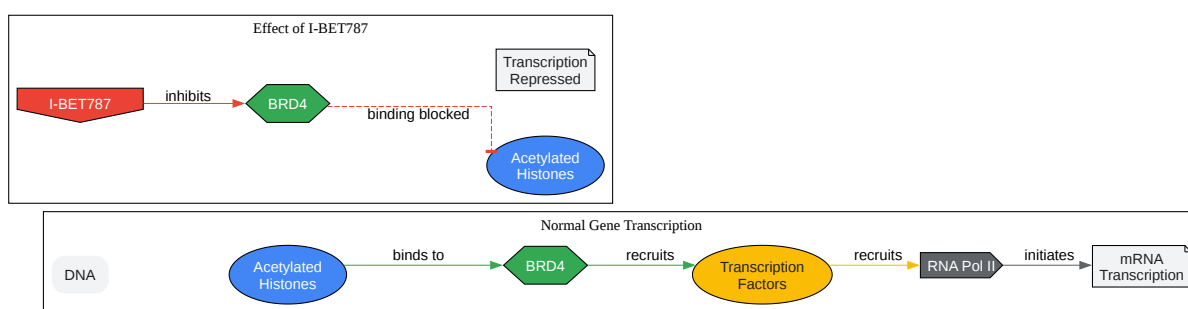 Effect of I-BET787
Transcription
Repressed
I-BET787
inhibits
BRD4
binding blocked
Acetylated
Histones
Normal Gene Transcription
DNA
Acetylated
Histones
binds to
BRD4
recruits
Transcription
Factors
recruits
RNA Pol II
initiates
mRNA
Transcription